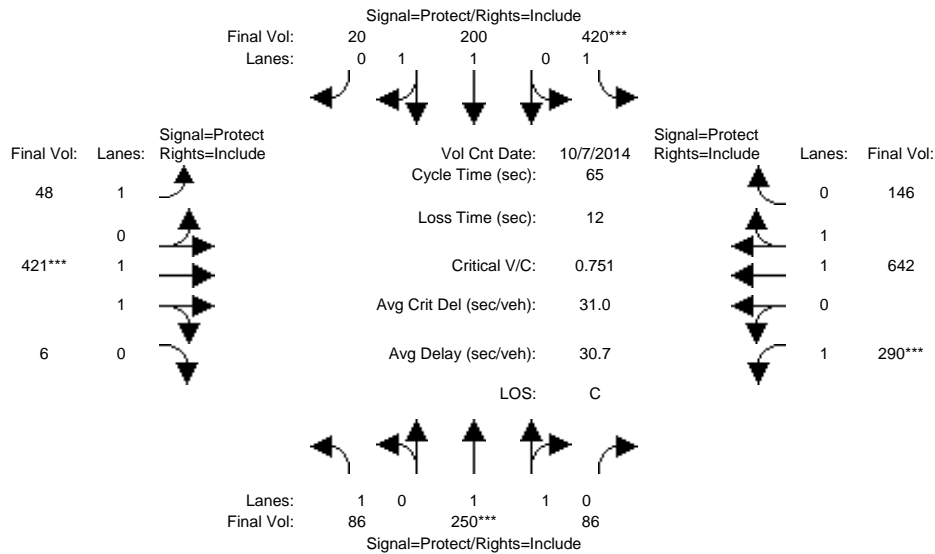 Signal=Protect/Rights=Include
Final Vol: 20 200 420***
Lanes: 0 1 1 0 1
Signal=Protect
Final Vol: Lanes: Rights=Include
Vol Cnt Date: 10/7/2014
Signal=Protect
Rights=Include Lanes: Final Vol:
Cycle Time (sec): 65
48 1
0 146
Loss Time (sec): 12
0
1
421*** 1
Critical V/C: 0.751
1 642
1
Avg Crit Del (sec/veh): 31.0
0
6 0
Avg Delay (sec/veh): 30.7
1 290***
LOS: C
Lanes: 1 0 1 1 0
Final Vol: 86 250*** 86
Signal=Protect/Rights=Include